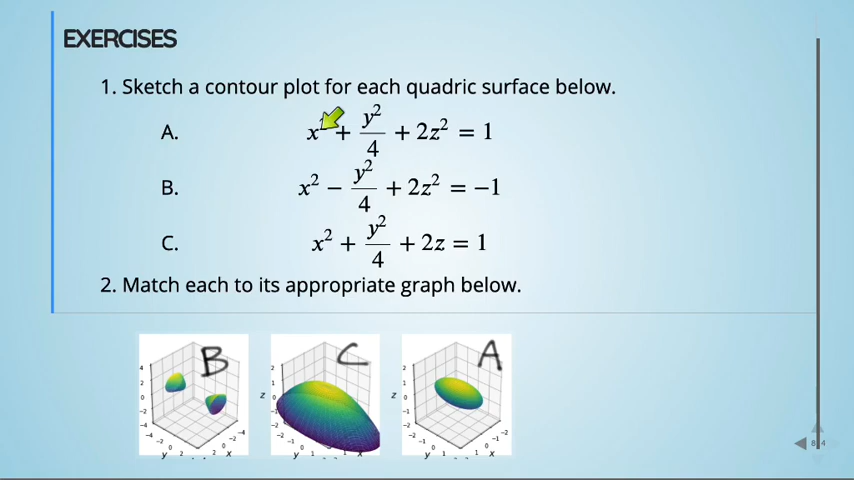 EXERCISES
1. Sketch a contour plot for each quadric surface below.
A. x² + y²/4 + 2z² = 1
B. x² − y²/4 + 2z² = −1
C. x² + y²/4 + 2z = 1
2. Match each to its appropriate graph below.
B C A